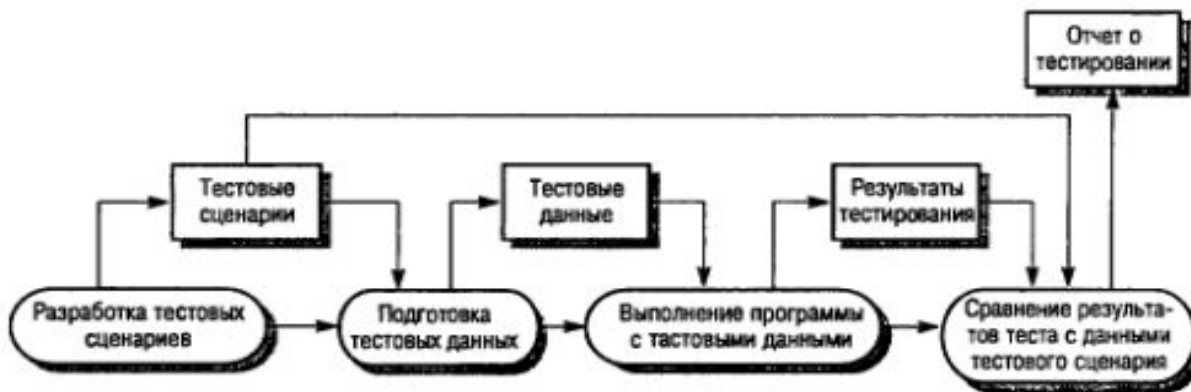 Отчет о
тестировании
Тестовые
сценарии
Тестовые
данные
Результаты
тестирования
Разработка тестовых
сценариев
Подготовка
тестовых данных
Выполнение программы
с тастовыми данными
Сравнение результа-
тов теста с данными
тестового сценария